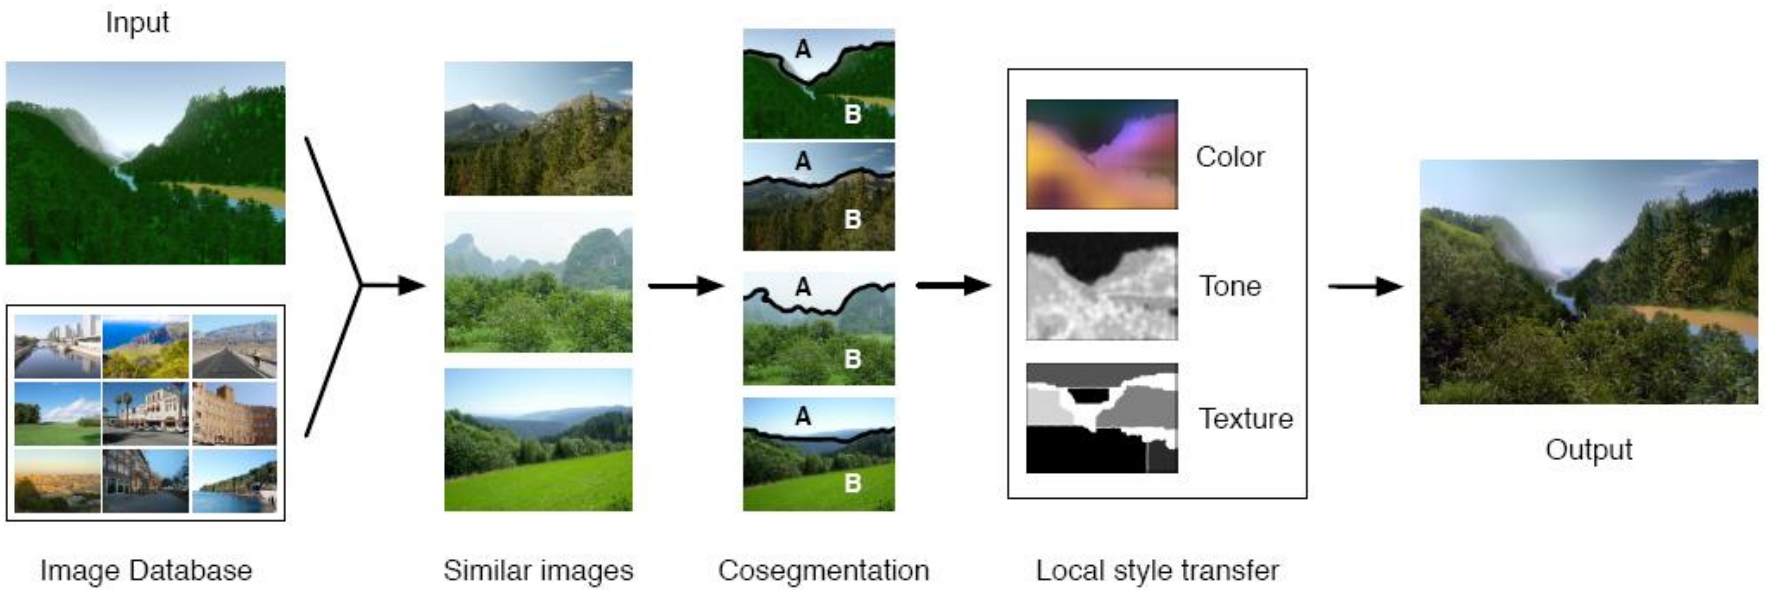 Input
Image Database
Similar images
A
B
A
B
A
B
A
B
Cosegmentation
Color
Tone
Texture
Local style transfer
Output